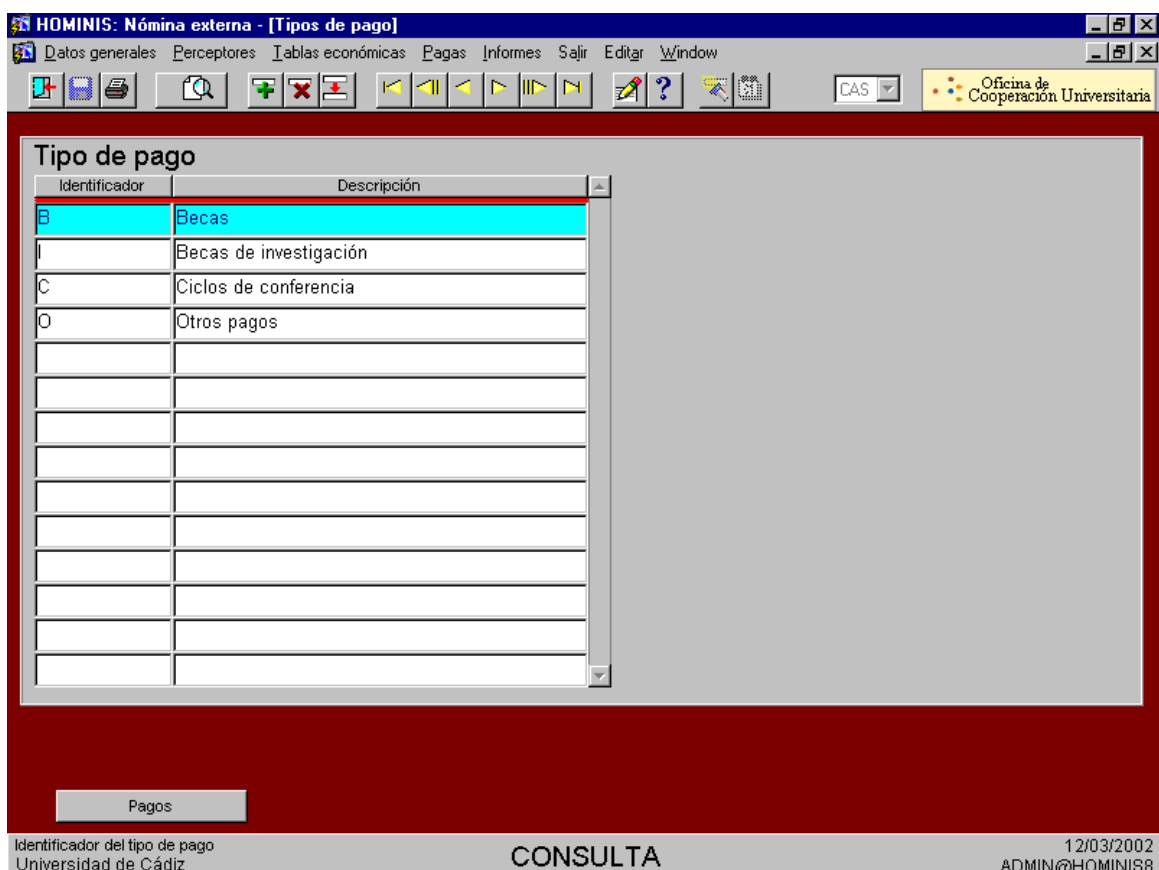 HOMINIS: Nómina externa - [Tipos de pago]
Datos generales Perceptores Tablas económicas Pagas Informes Salir Editar Window
CAS
Oficina de
Cooperación Universitaria
Tipo de pago
Identificador Descripción
B Becas
I Becas de investigación
C Ciclos de conferencia
O Otros pagos
Pagos
Identificador del tipo de pago
Universidad de Cádiz
CONSULTA
12/03/2002
ADMIN@HOMINIS8